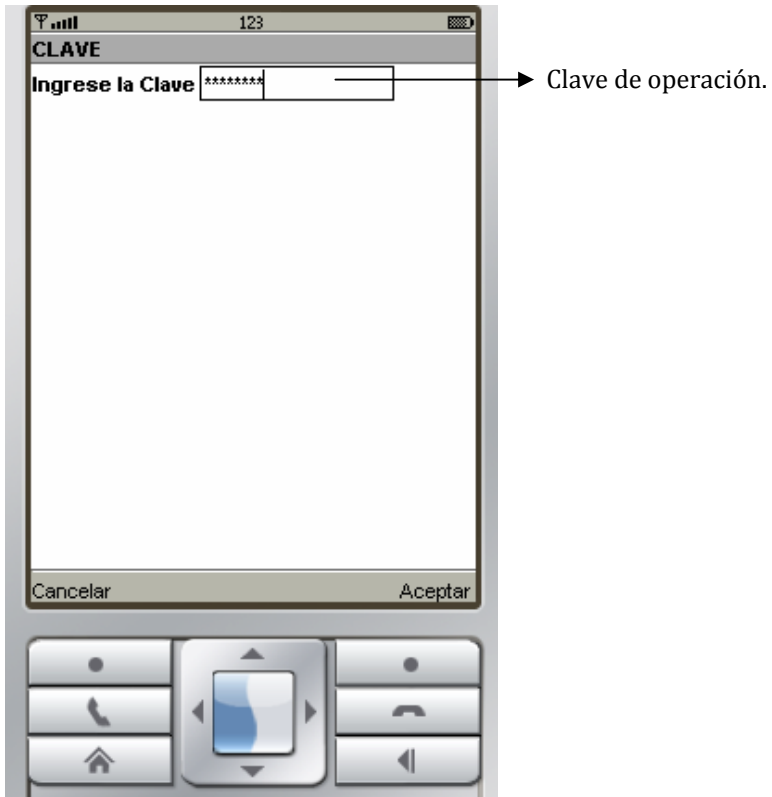 123
CLAVE
Ingrese la Clave ********
Clave de operación.
Cancelar Aceptar